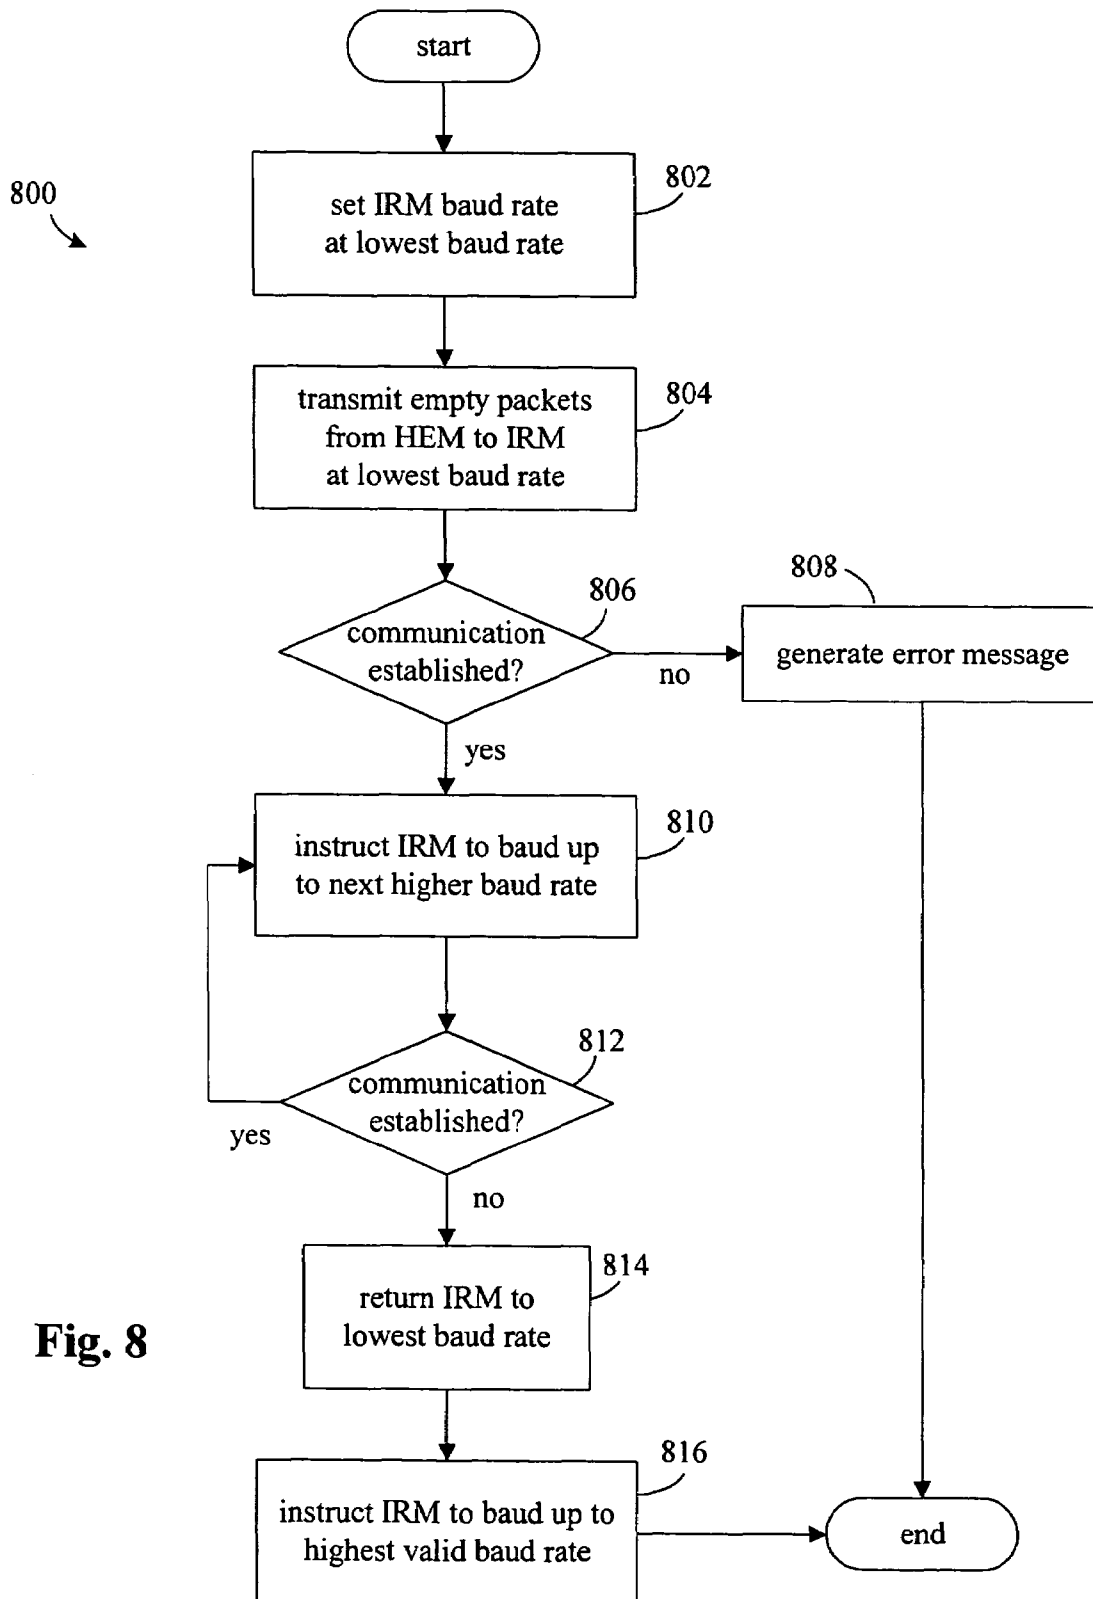 start
800
802
set IRM baud rate
at lowest baud rate
804
transmit empty packets
from HEM to IRM
at lowest baud rate
806
808
communication
established?
generate error message
no
yes
810
instruct IRM to baud up
to next higher baud rate
812
communication
established?
yes
no
814
return IRM to
lowest baud rate
Fig. 8
816
instruct IRM to baud up to
highest valid baud rate
end